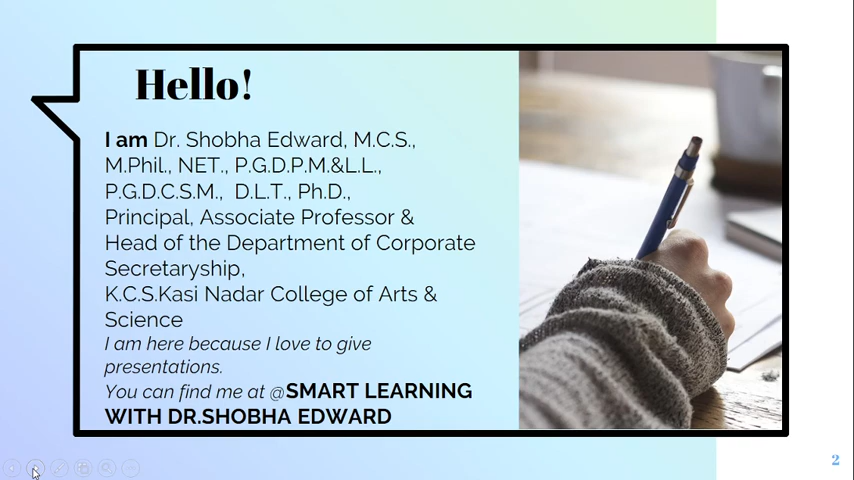 Hello!
I am Dr. Shobha Edward, M.C.S.,
M.Phil., NET., P.G.D.P.M.&L.L.,
P.G.D.C.S.M.,  D.L.T., Ph.D.,
Principal, Associate Professor &
Head of the Department of Corporate
Secretaryship,
K.C.S.Kasi Nadar College of Arts &
Science
I am here because I love to give
presentations.
You can find me at @SMART LEARNING
WITH DR.SHOBHA EDWARD
2